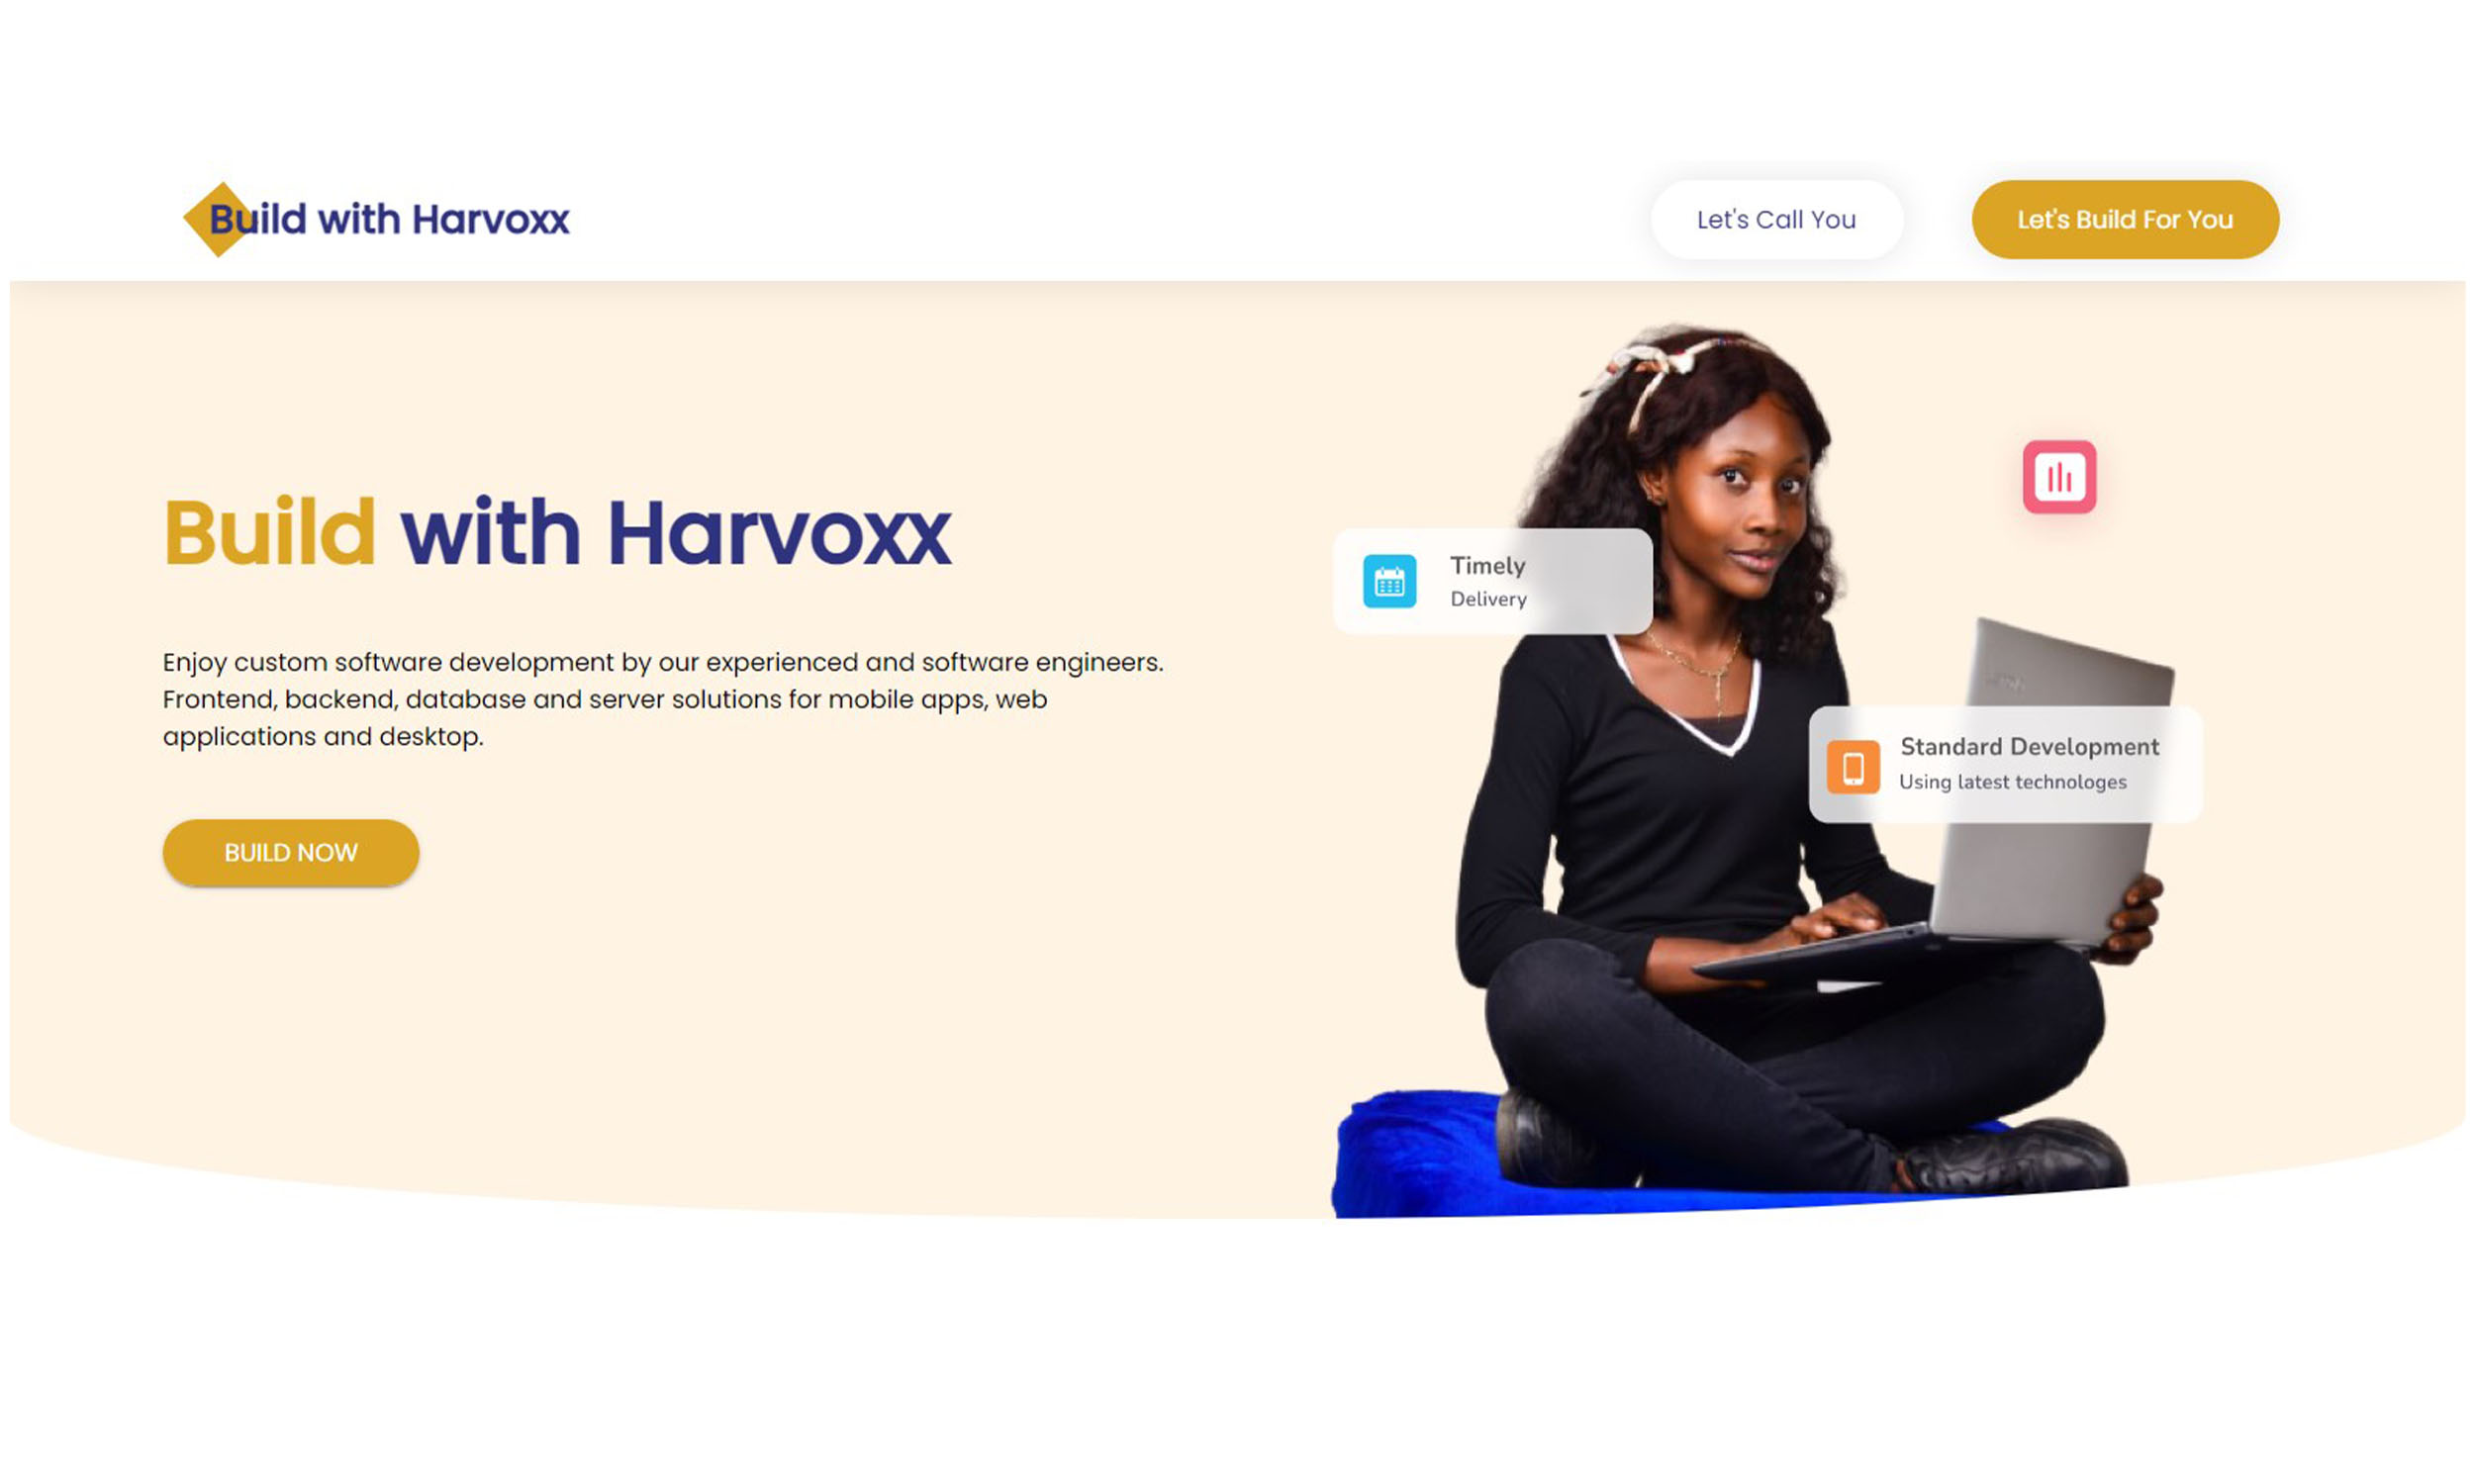 Build with Harvoxx
Let's Call You
Let's Build For You
Build with Harvoxx
Enjoy custom software development by our experienced and software engineers.
Frontend, backend, database and server solutions for mobile apps, web
applications and desktop.
BUILD NOW
Timely
Delivery
Standard Development
Using latest technologes